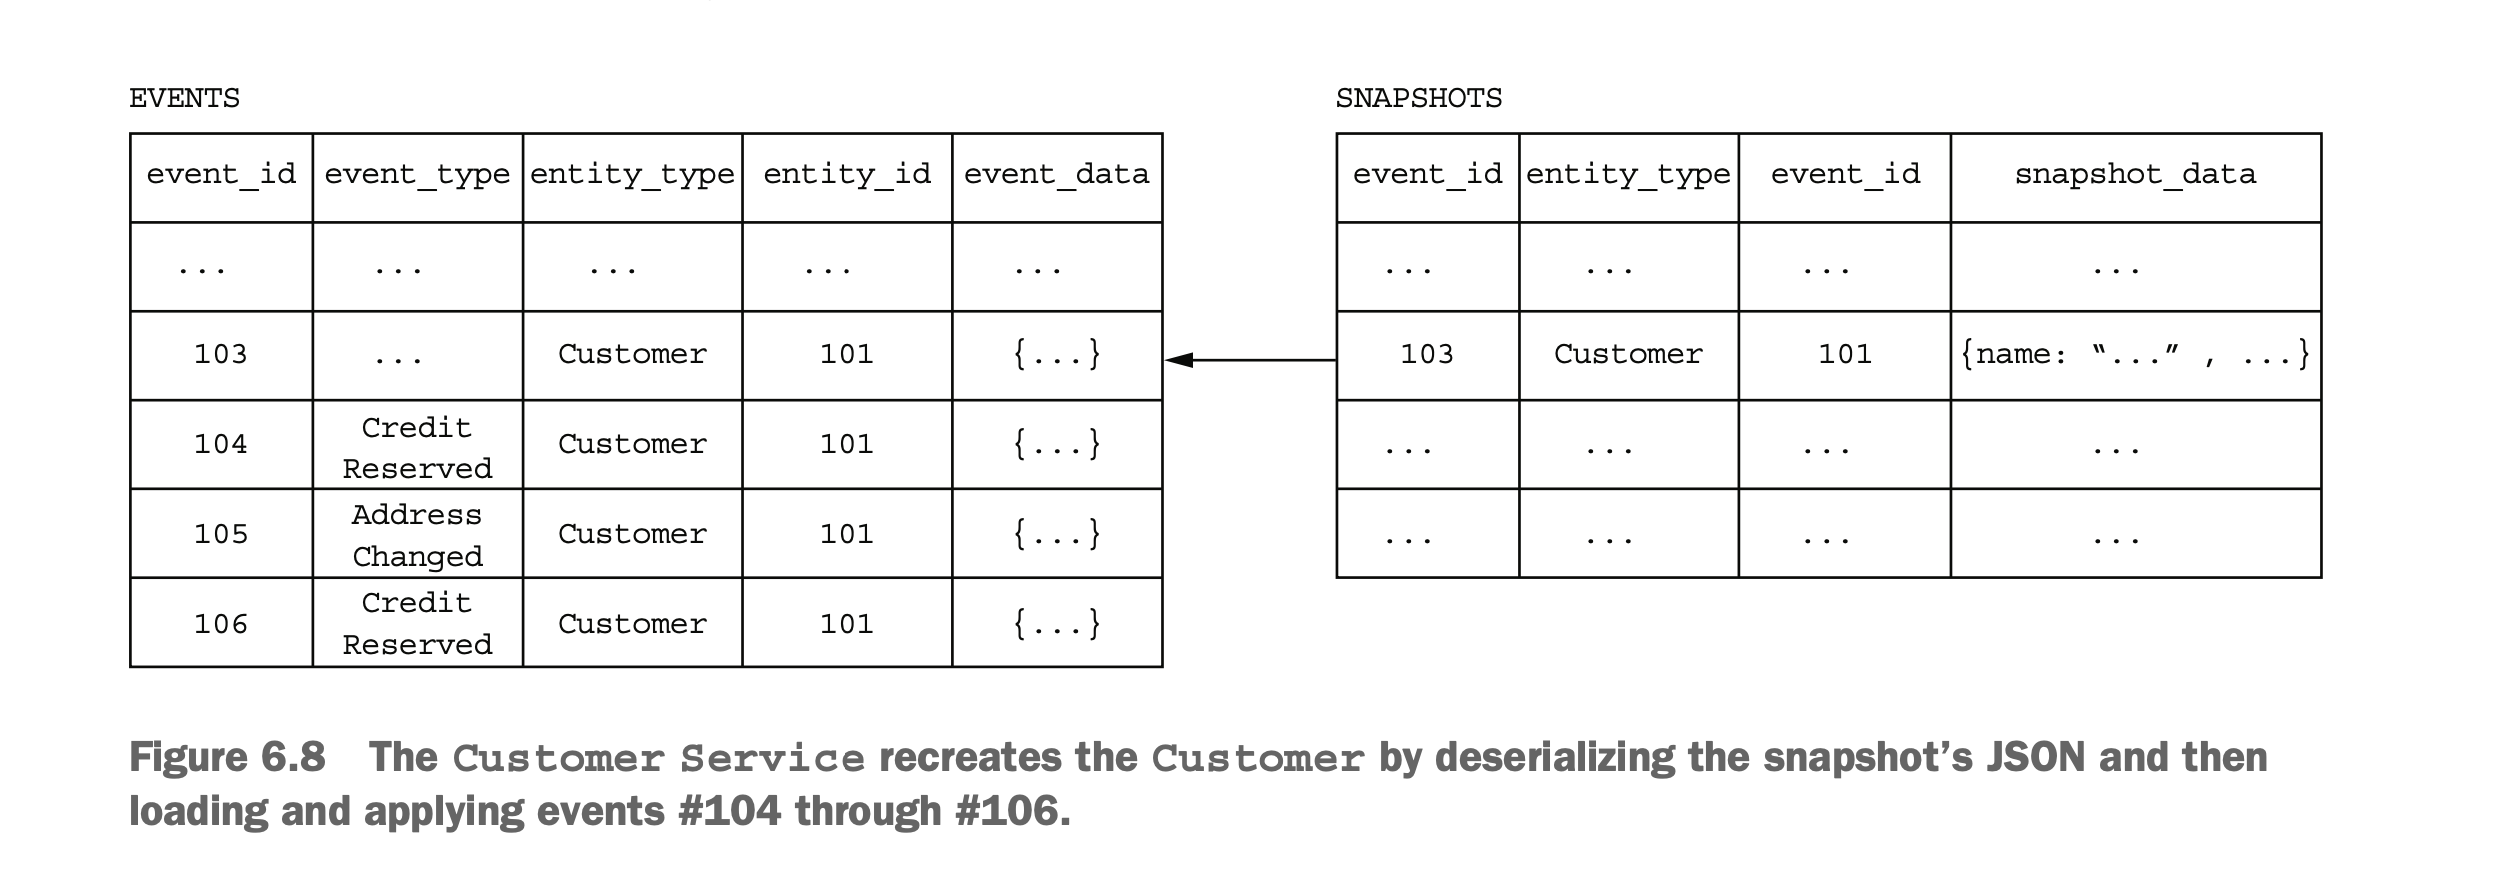 EVENTS
event_id event_type entity_type entity_id event_data
... ... ... ... ...
103 ... Customer 101 {...}
104 Credit Reserved Customer 101 {...}
105 Address Changed Customer 101 {...}
106 Credit Reserved Customer 101 {...}
SNAPSHOTS
event_id entity_type event_id snapshot_data
... ... ... ...
103 Customer 101 {name: “...” , ...}
... ... ... ...
... ... ... ...
Figure 6.8 The Customer Service recreates the Customer by deserializing the snapshot’s JSON and then
loading and applying events #104 through #106.